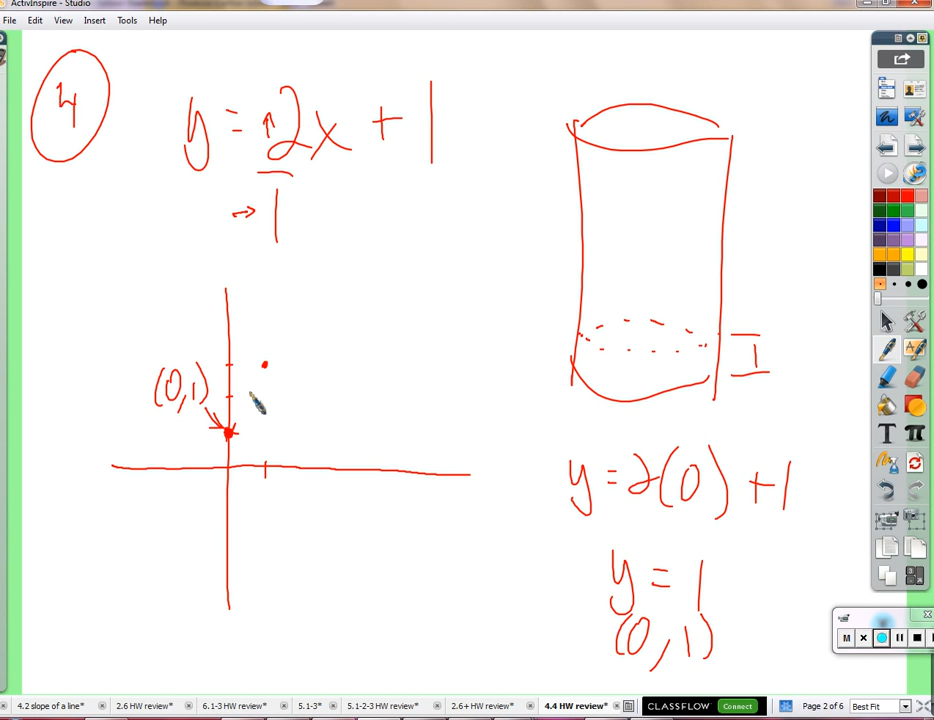 ActivInspire - Studio
File Edit View Insert Tools Help
4
y = ↑2x + 1
→ 1
(0,1)
1
y = 2(0) + 1
y = 1
(0, 1)
4.2 slope of a line* 2.6 HW review* 6.1-3 HW review* 5.1-3* 5.1-2-3 HW review* 2.6+ HW review* 4.4 HW review* CLASSFLOW Connect Page 2 of 6 Best Fit
M